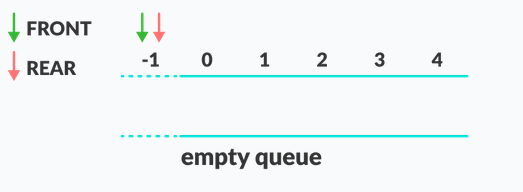 FRONT
REAR
-1 0 1 2 3 4
empty queue